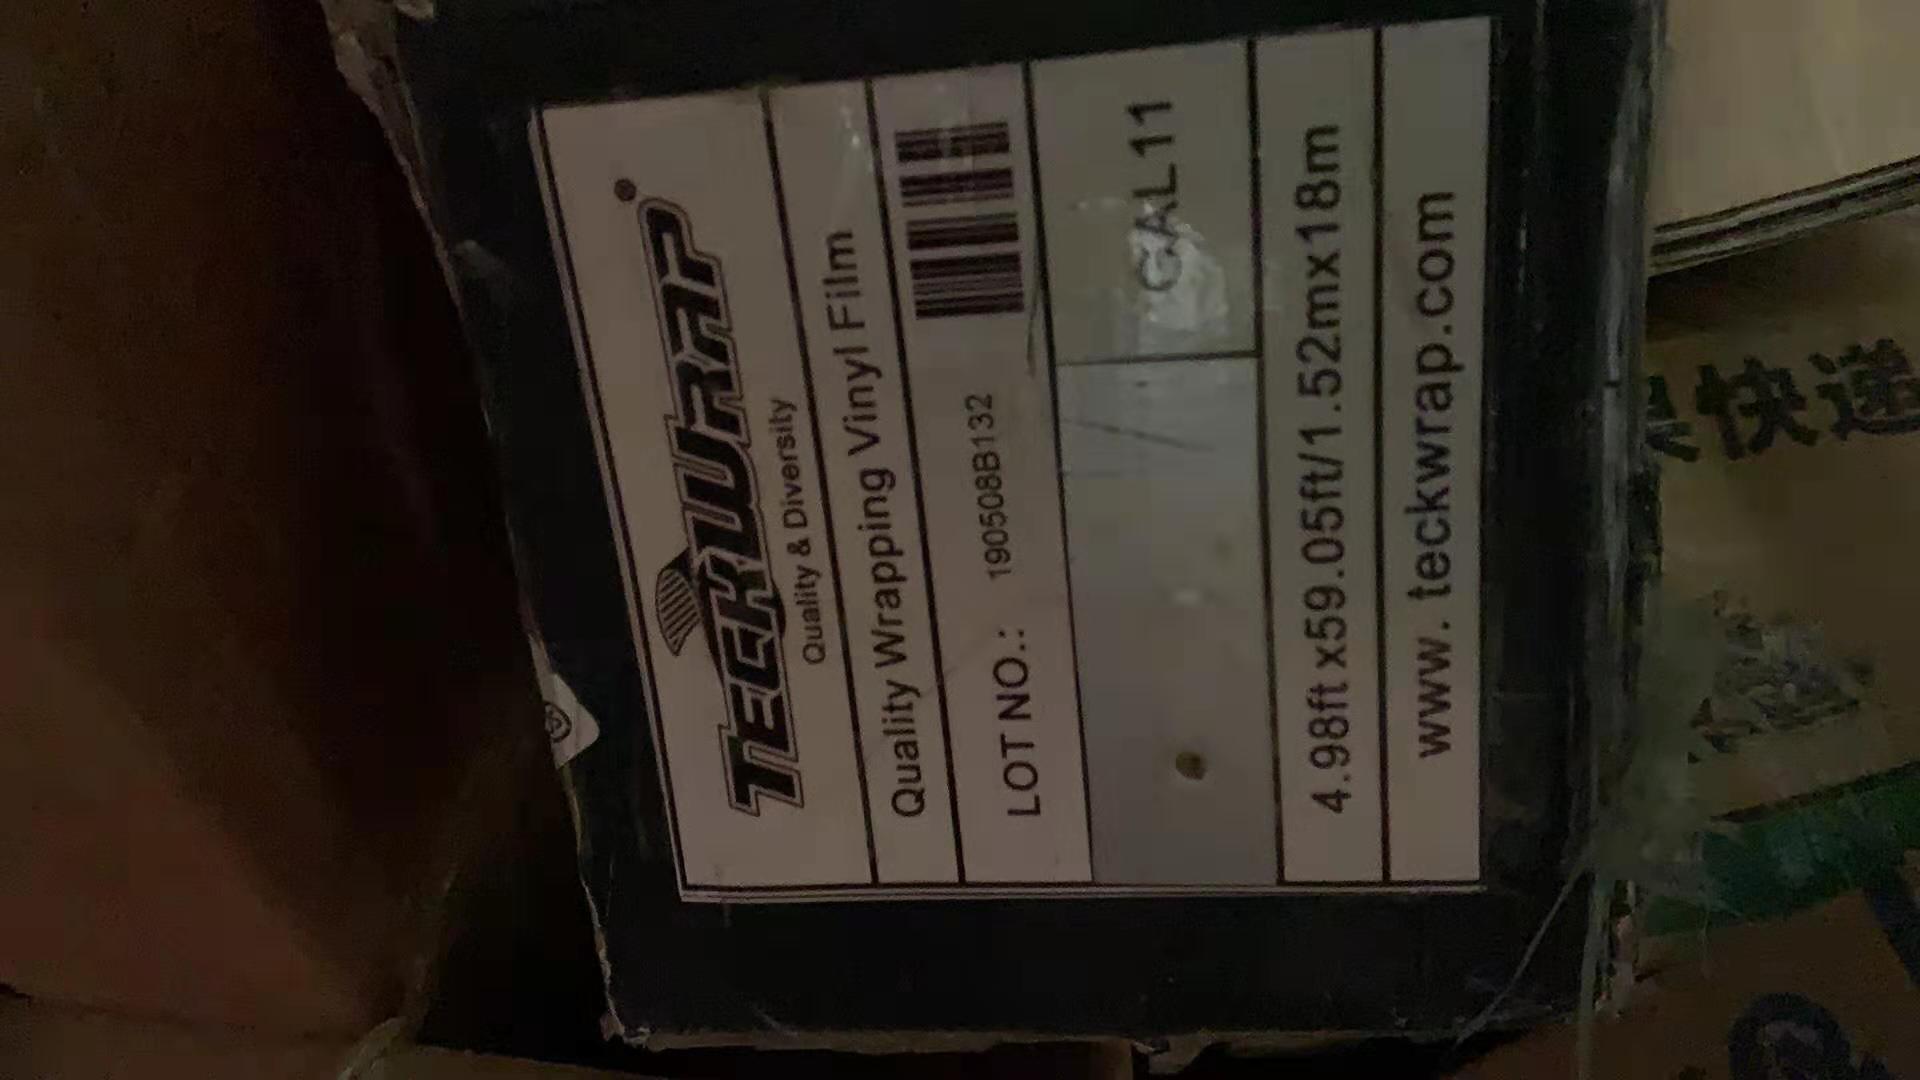 TECKWRAP
Quality & Diversity
Quality Wrapping Vinyl Film
LOT NO.: 190508B132
GAL11
4.98ft x59.05ft/1.52mx18m
www. teckwrap.com
快递